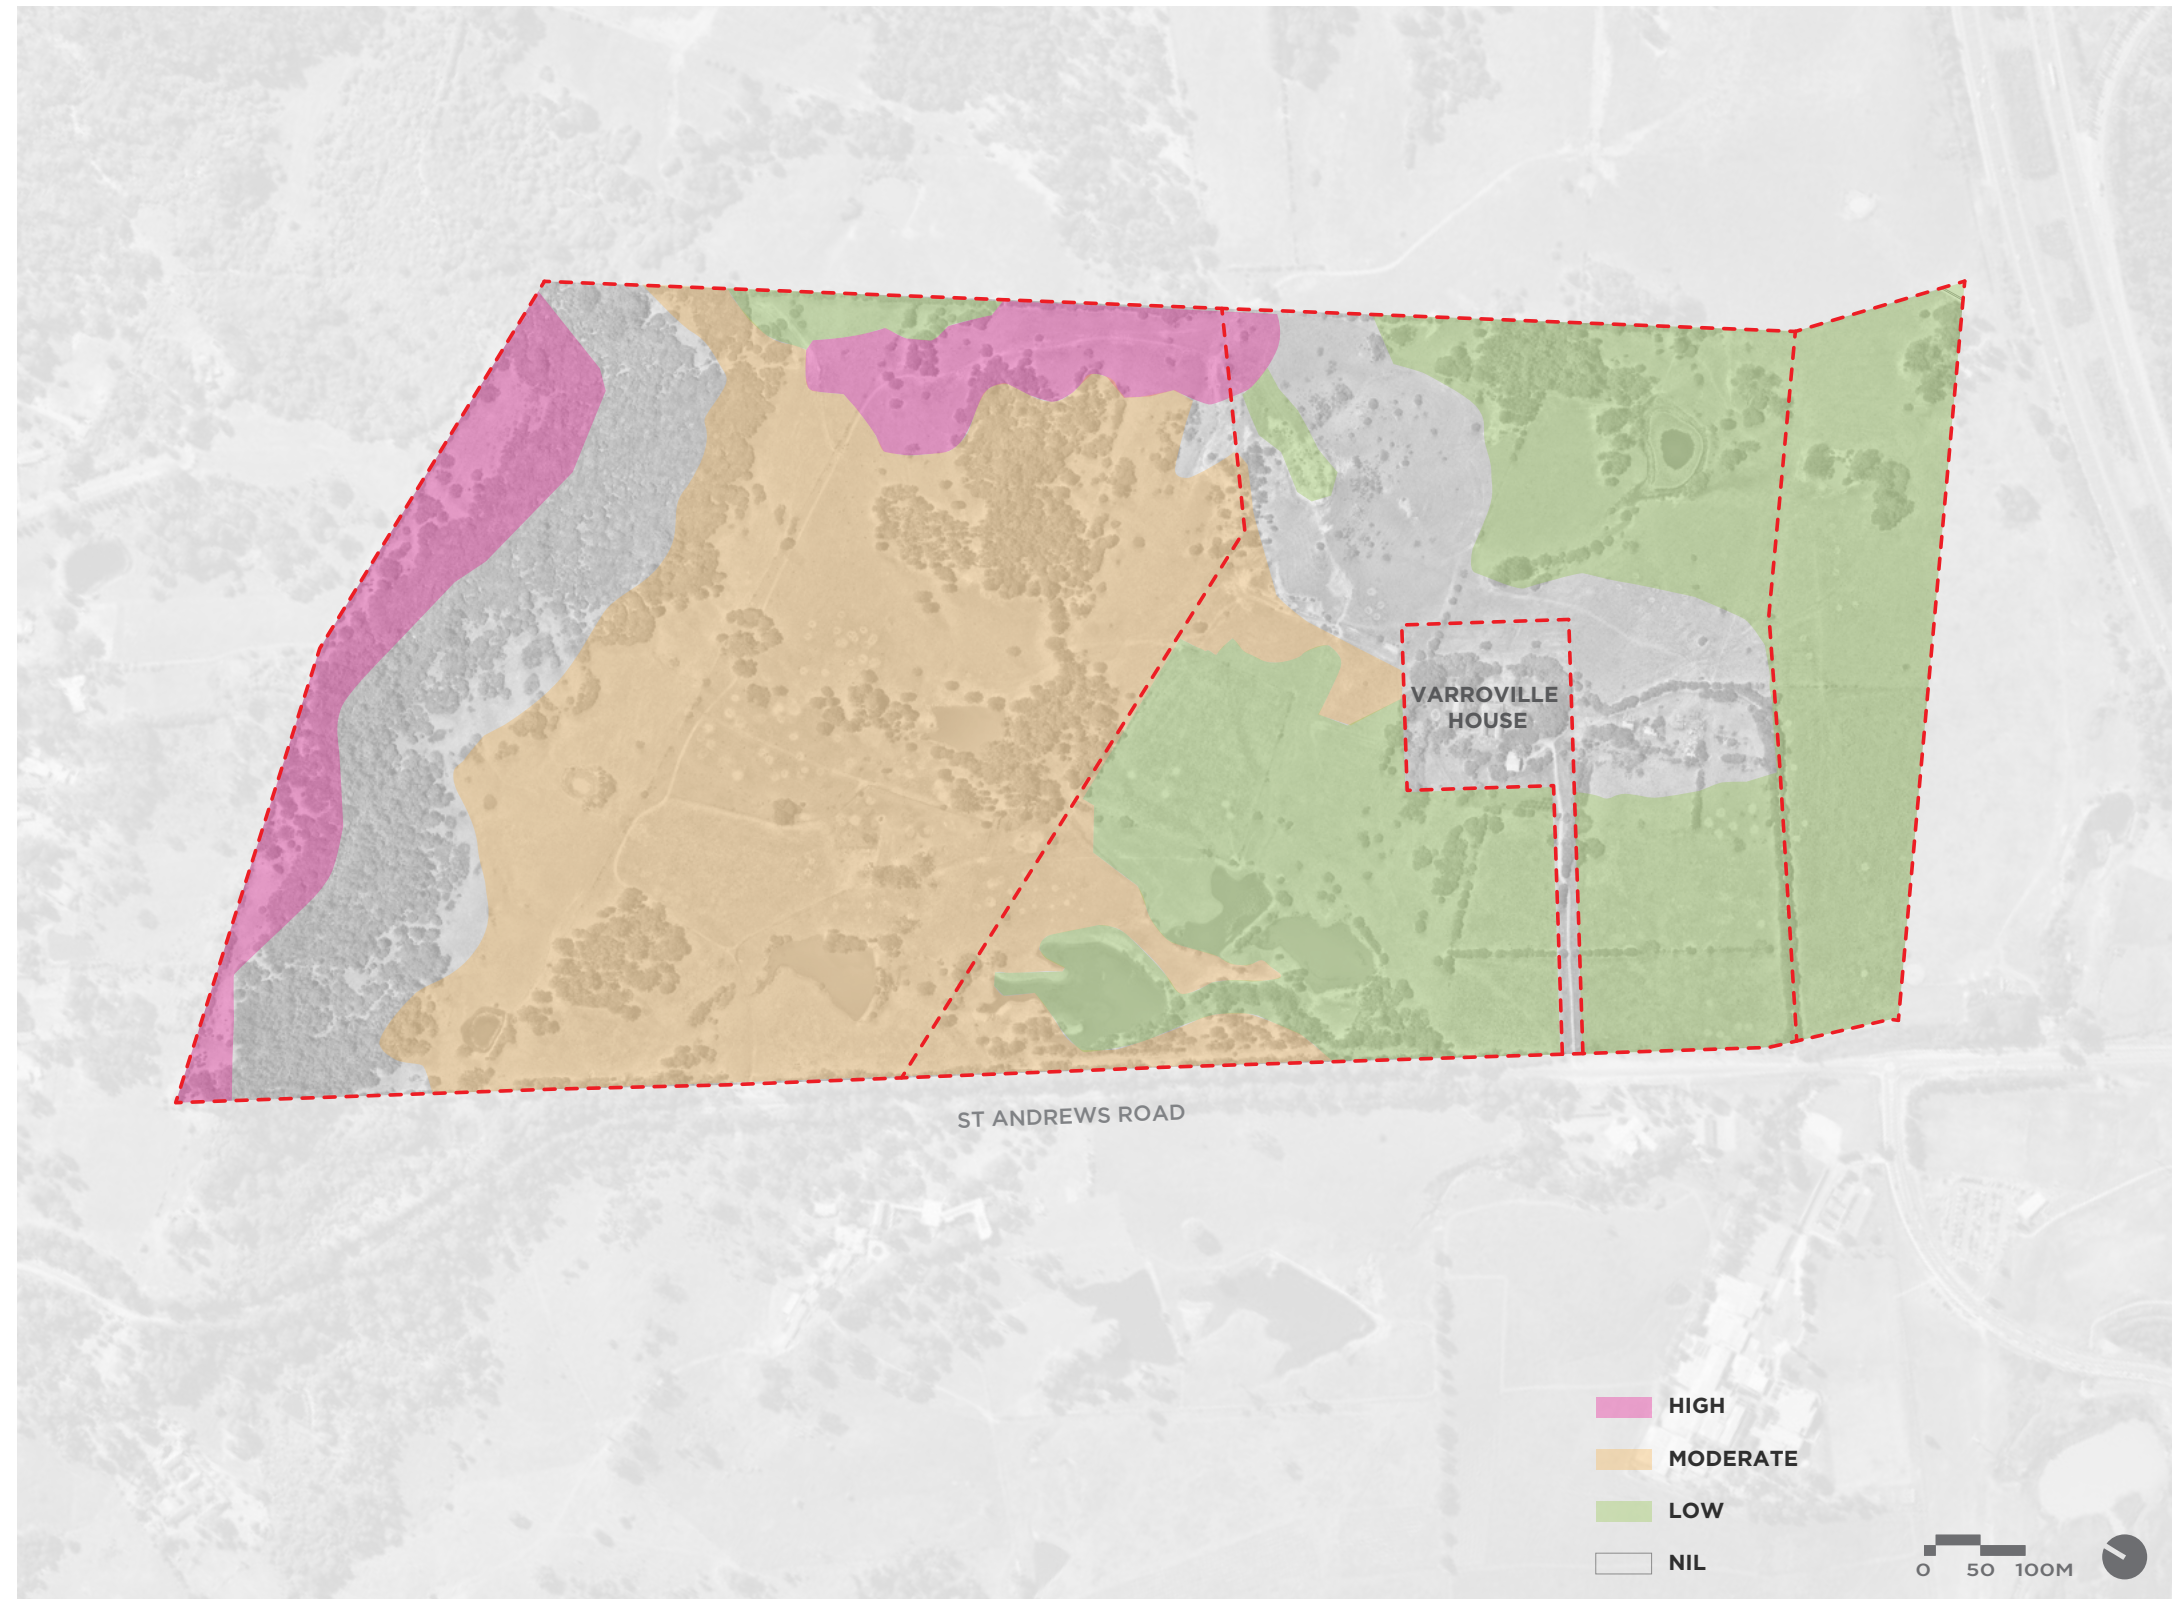 VARROVILLE
HOUSE
ST ANDREWS ROAD
HIGH
MODERATE
LOW
NIL
0 50 100M